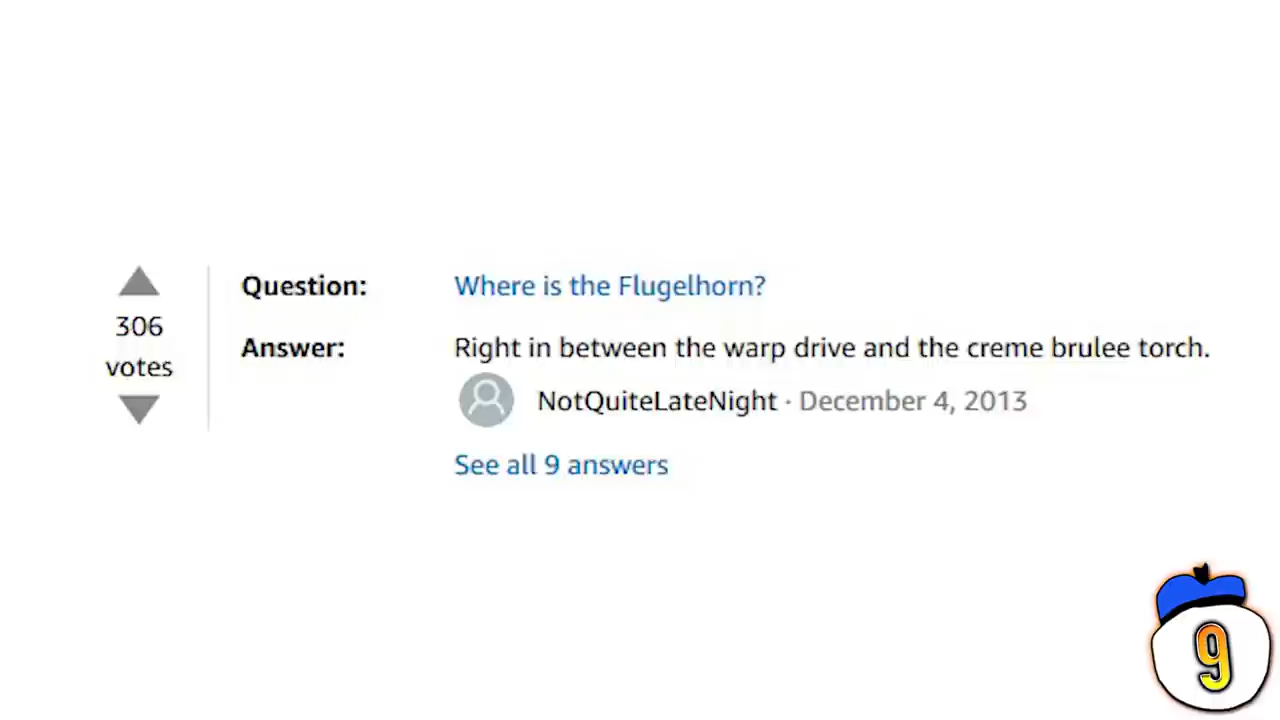 306
votes
Question: Where is the Flugelhorn?
Answer: Right in between the warp drive and the creme brulee torch.
NotQuiteLateNight · December 4, 2013
See all 9 answers
9